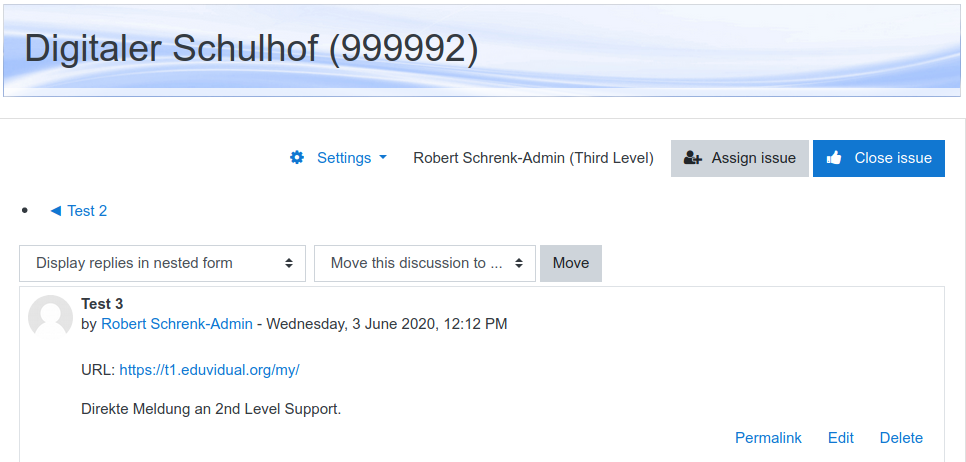 Digitaler Schulhof (999992)
Settings Robert Schrenk-Admin (Third Level) Assign issue Close issue
◄ Test 2
Display replies in nested form Move this discussion to ... Move
Test 3
by Robert Schrenk-Admin - Wednesday, 3 June 2020, 12:12 PM
URL: https://t1.eduvidual.org/my/
Direkte Meldung an 2nd Level Support.
Permalink Edit Delete